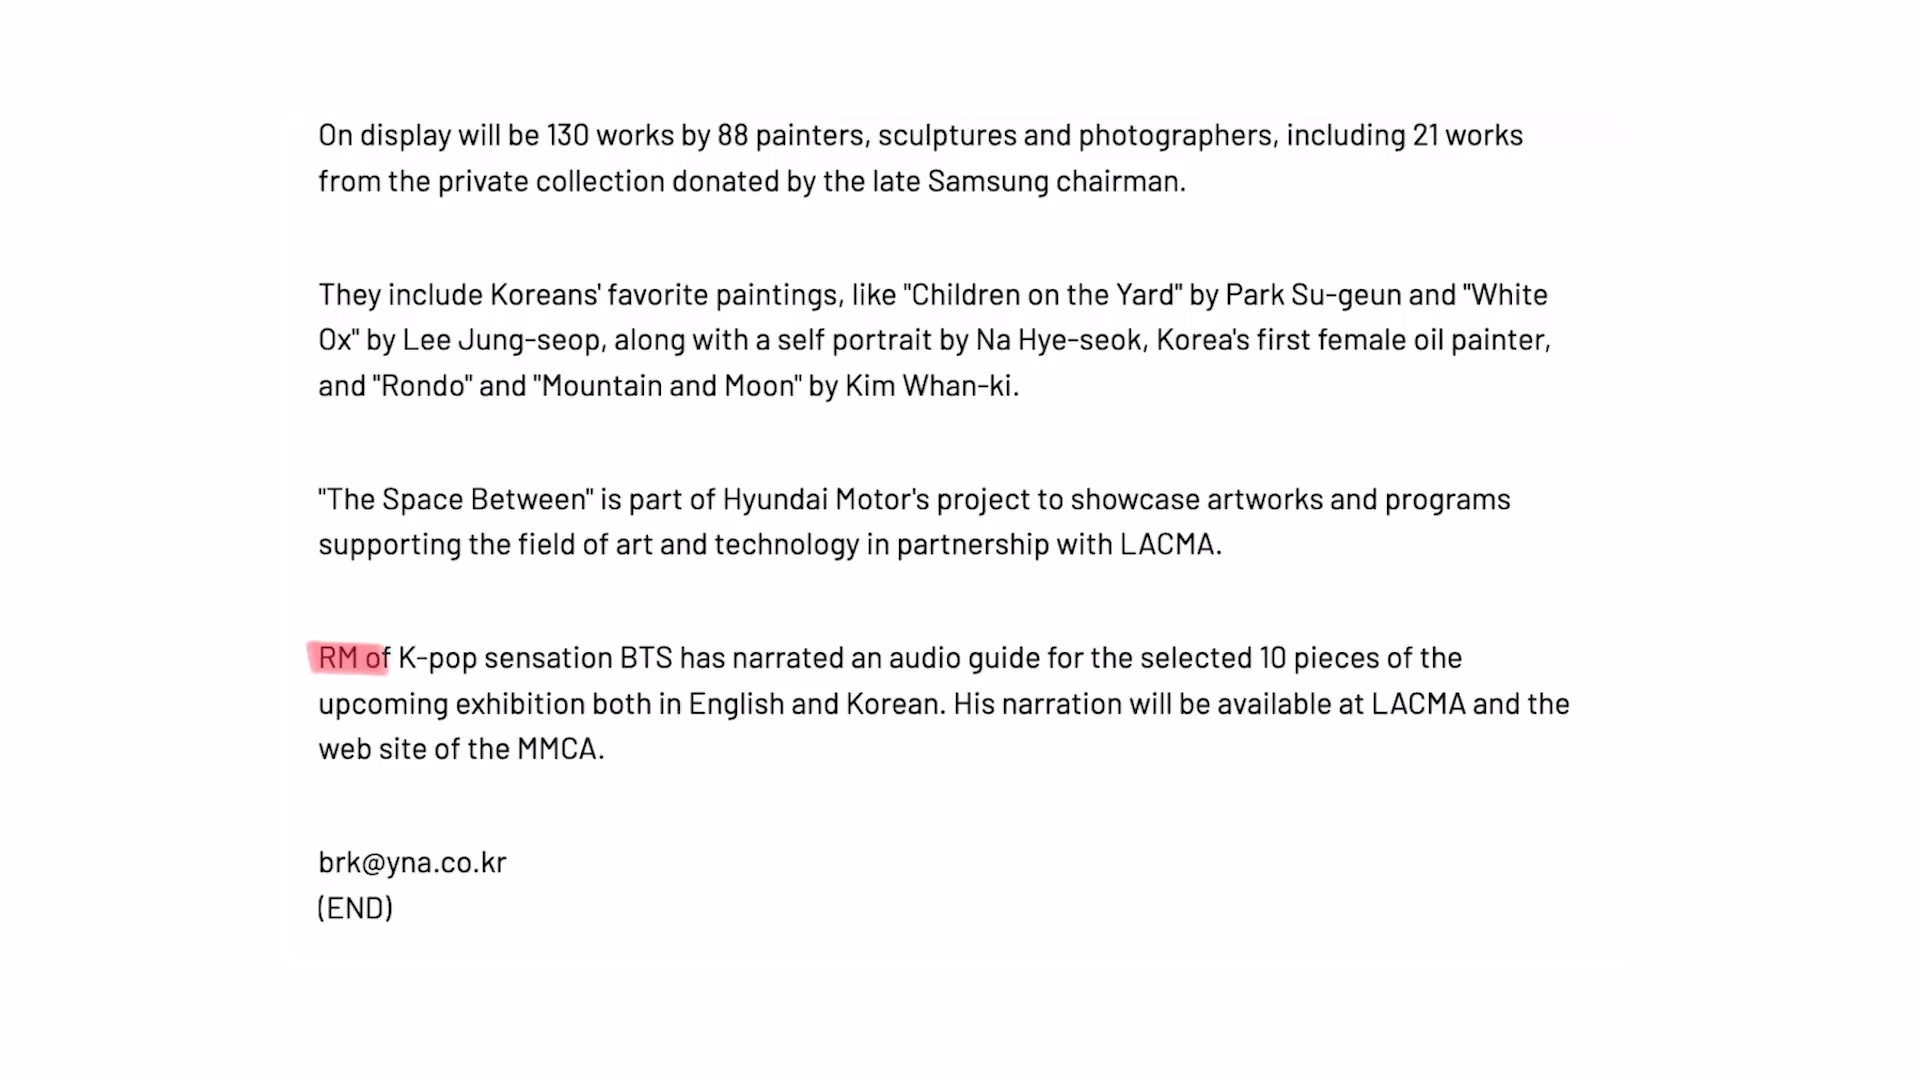 On display will be 130 works by 88 painters, sculptures and photographers, including 21 works
from the private collection donated by the late Samsung chairman.
They include Koreans' favorite paintings, like "Children on the Yard" by Park Su-geun and "White
Ox" by Lee Jung-seop, along with a self portrait by Na Hye-seok, Korea's first female oil painter,
and "Rondo" and "Mountain and Moon" by Kim Whan-ki.
"The Space Between" is part of Hyundai Motor's project to showcase artworks and programs
supporting the field of art and technology in partnership with LACMA.
RM of K-pop sensation BTS has narrated an audio guide for the selected 10 pieces of the
upcoming exhibition both in English and Korean. His narration will be available at LACMA and the
web site of the MMCA.
brk@yna.co.kr
(END)